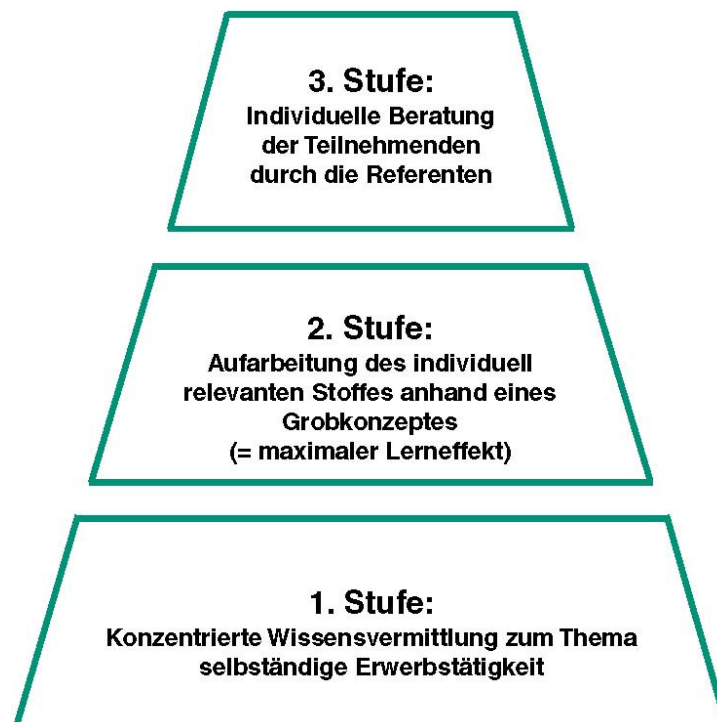 3. Stufe:
Individuelle Beratung
der Teilnehmenden
durch die Referenten
2. Stufe:
Aufarbeitung des individuell
relevanten Stoffes anhand eines
Grobkonzeptes
(= maximaler Lerneffekt)
1. Stufe:
Konzentrierte Wissensvermittlung zum Thema
selbständige Erwerbstätigkeit